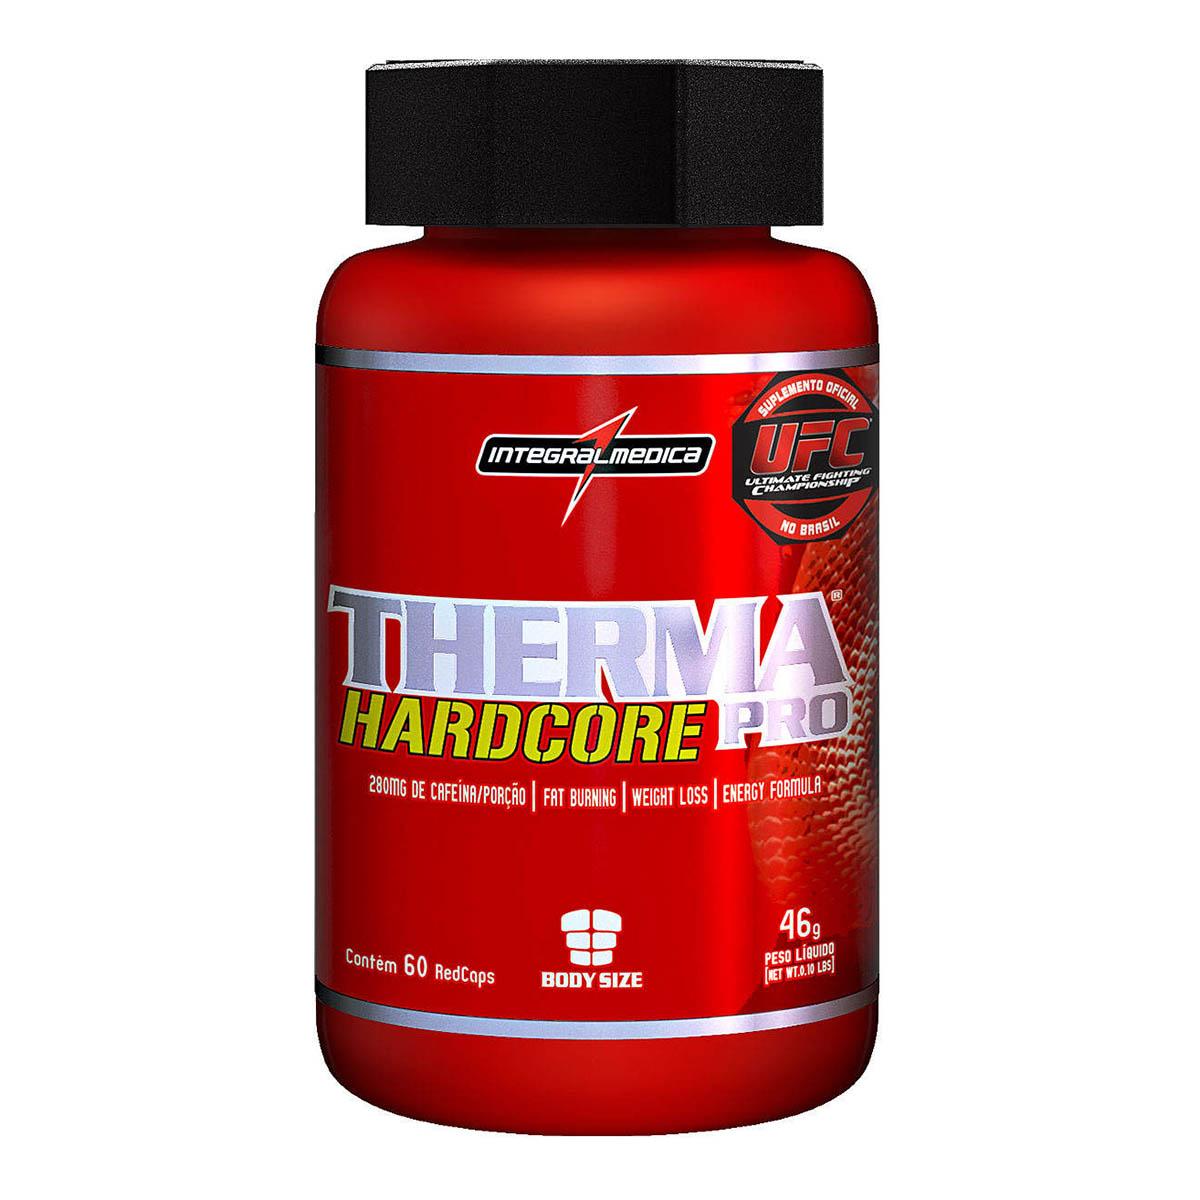 SUPLEMENTO OFICIAL
UFC®
ULTIMATE FIGHTING
CHAMPIONSHIP
NO BRASIL
INTEGRALMEDICA
THERMA®
HARDCORE PRO
280MG DE CAFEÍNA/PORÇÃO | FAT BURNING | WEIGHT LOSS | ENERGY FORMULA
Contém 60 RedCaps
BODY SIZE
46g
PESO LÍQUIDO
[NET WT.0.10 LBS]